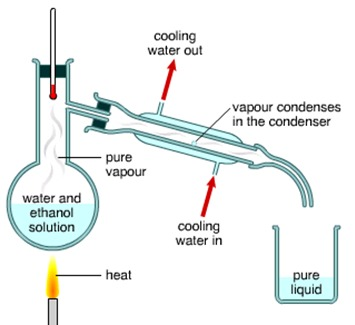 cooling
water out
vapour condenses
in the condenser
pure
vapour
water and
ethanol
solution
cooling
water in
heat
pure
liquid